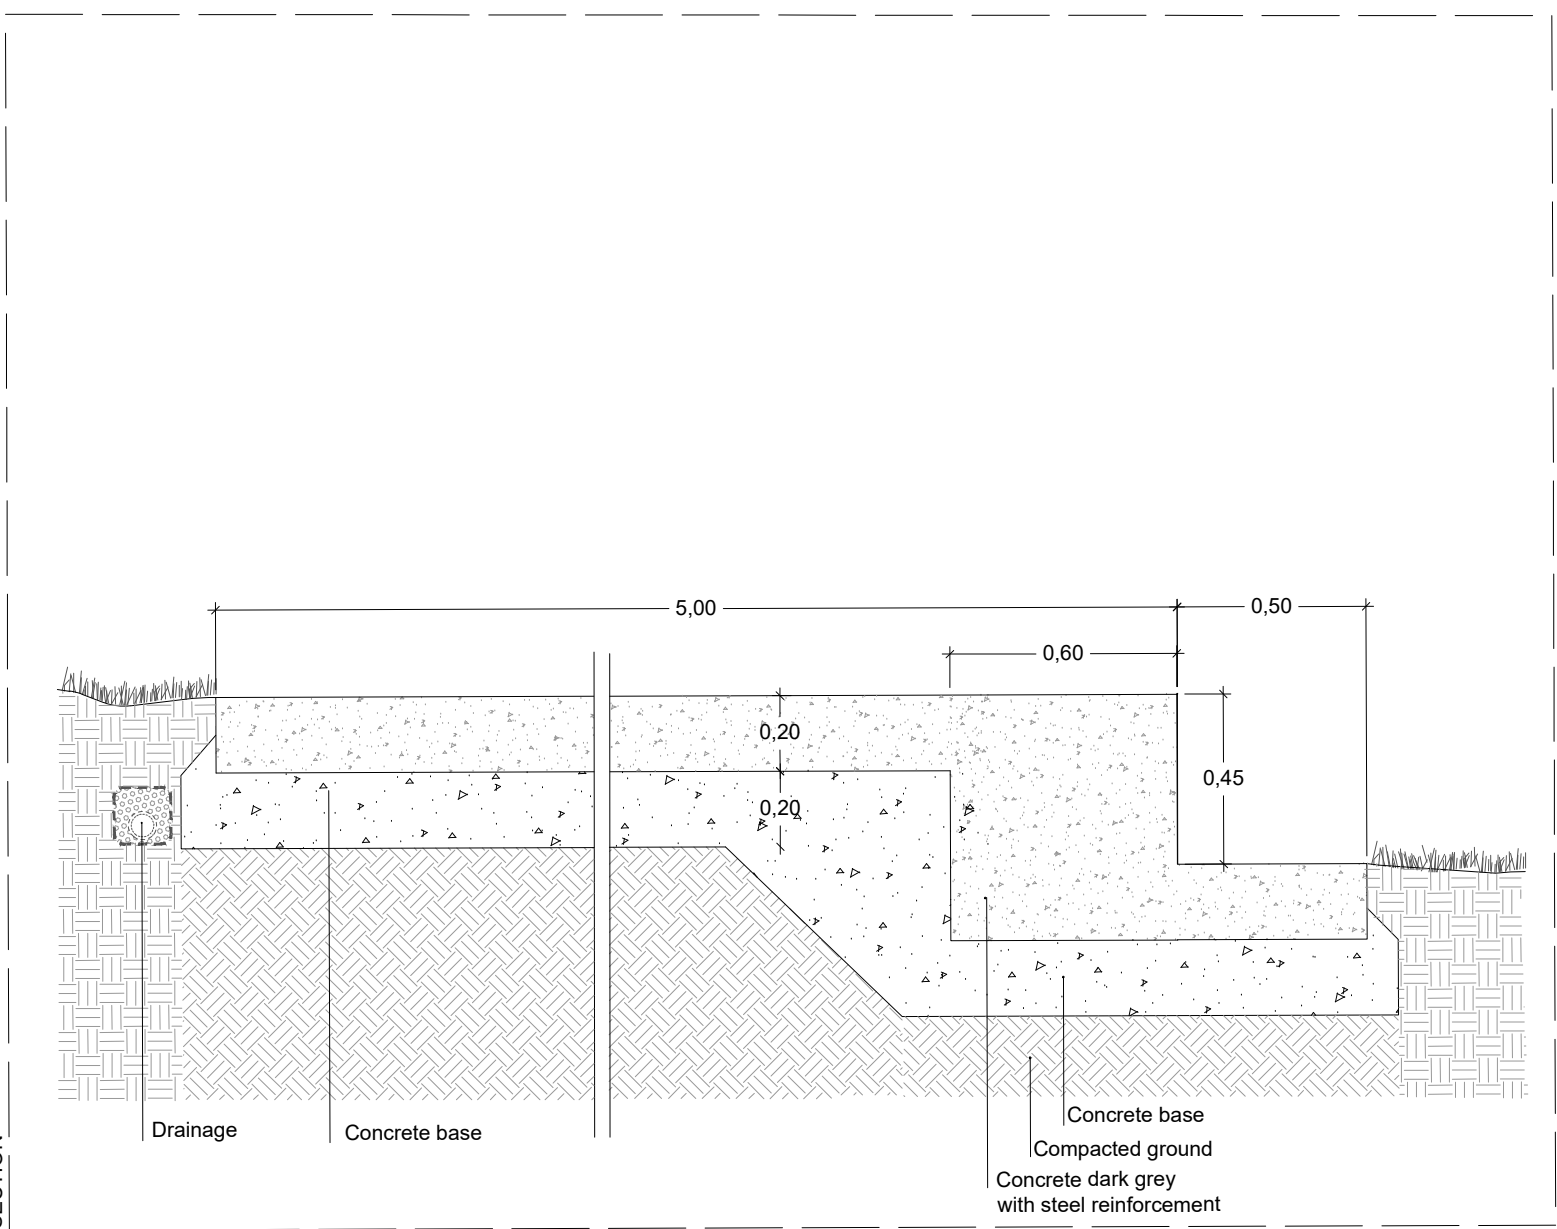 5,00
0,50
0,60
0,20
0,45
0,20
Concrete base
Drainage
Concrete base
Compacted ground
Concrete dark grey
with steel reinforcement